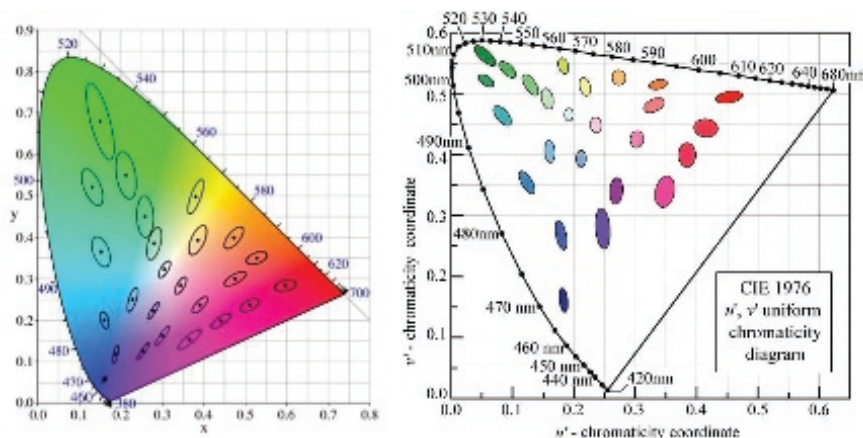 0.9
0.8
0.7
0.6
0.5
0.4
0.3
0.2
0.1
0.0
y
0.0 0.1 0.2 0.3 0.4 0.5 0.6 0.7 0.8
x
520
540
560
580
600
620
700
500
490
480
470
460
380
520 530 540 550 560 570 580 590 600 610 620 640 680nm
510nm
500nm
490nm
480nm
470 nm
460 nm
450 nm
440 nm
420nm
0.6
0.5
0.4
0.3
0.2
0.1
0.0
v' - chromaticity coordinate
0.0 0.1 0.2 0.3 0.4 0.5 0.6
u' - chromaticity coordinate
CIE 1976
u', v' uniform
chromaticity
diagram